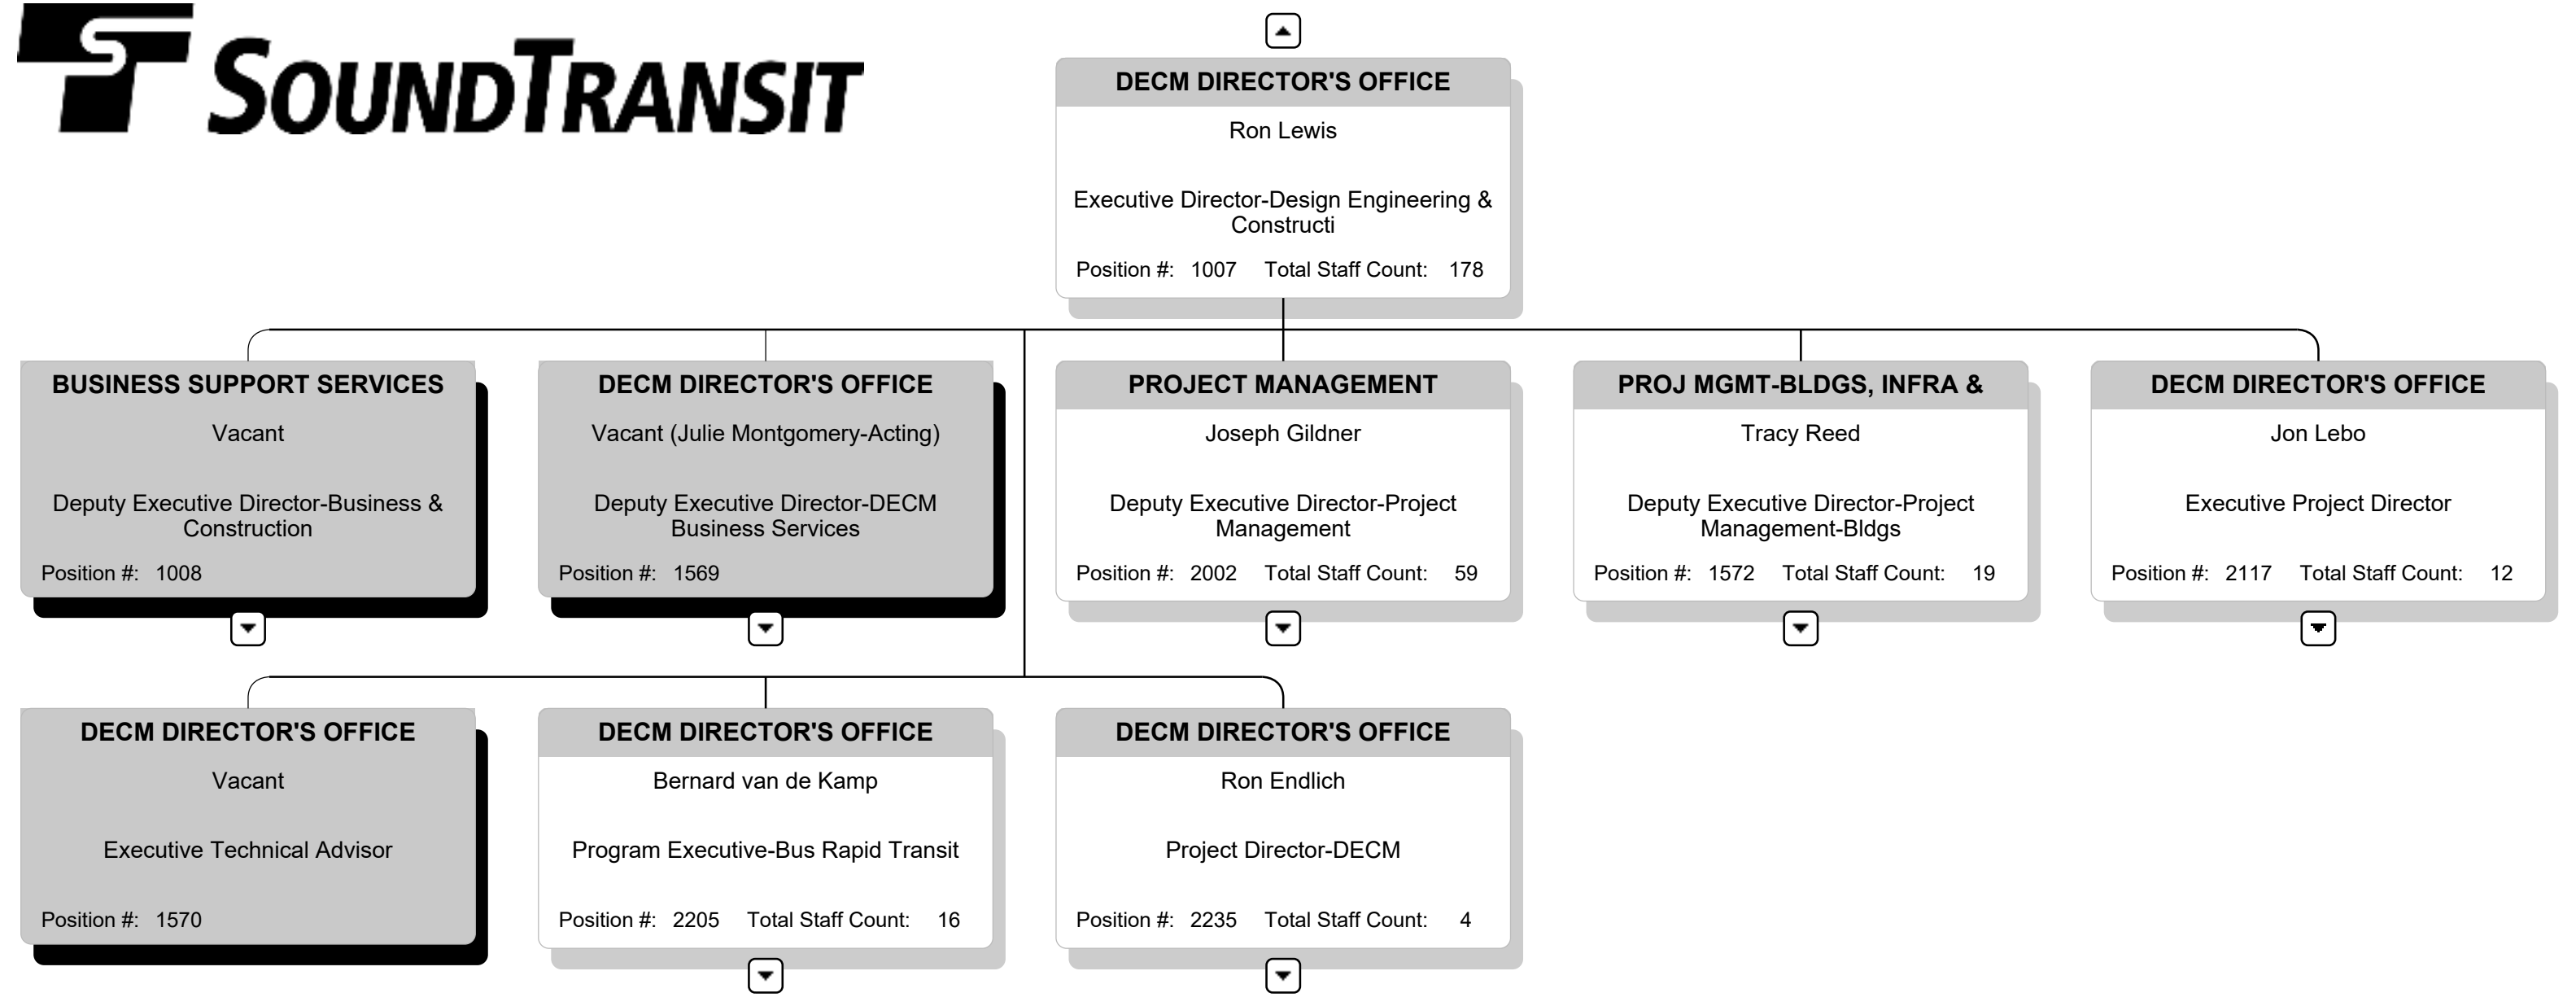 SOUNDTRANSIT
DECM DIRECTOR'S OFFICE
Ron Lewis
Executive Director-Design Engineering &
Constructi
Position #: 1007 Total Staff Count: 178
BUSINESS SUPPORT SERVICES
Vacant
Deputy Executive Director-Business &
Construction
Position #: 1008
DECM DIRECTOR'S OFFICE
Vacant (Julie Montgomery-Acting)
Deputy Executive Director-DECM
Business Services
Position #: 1569
PROJECT MANAGEMENT
Joseph Gildner
Deputy Executive Director-Project
Management
Position #: 2002 Total Staff Count: 59
PROJ MGMT-BLDGS, INFRA &
Tracy Reed
Deputy Executive Director-Project
Management-Bldgs
Position #: 1572 Total Staff Count: 19
DECM DIRECTOR'S OFFICE
Jon Lebo
Executive Project Director
Position #: 2117 Total Staff Count: 12
DECM DIRECTOR'S OFFICE
Vacant
Executive Technical Advisor
Position #: 1570
DECM DIRECTOR'S OFFICE
Bernard van de Kamp
Program Executive-Bus Rapid Transit
Position #: 2205 Total Staff Count: 16
DECM DIRECTOR'S OFFICE
Ron Endlich
Project Director-DECM
Position #: 2235 Total Staff Count: 4